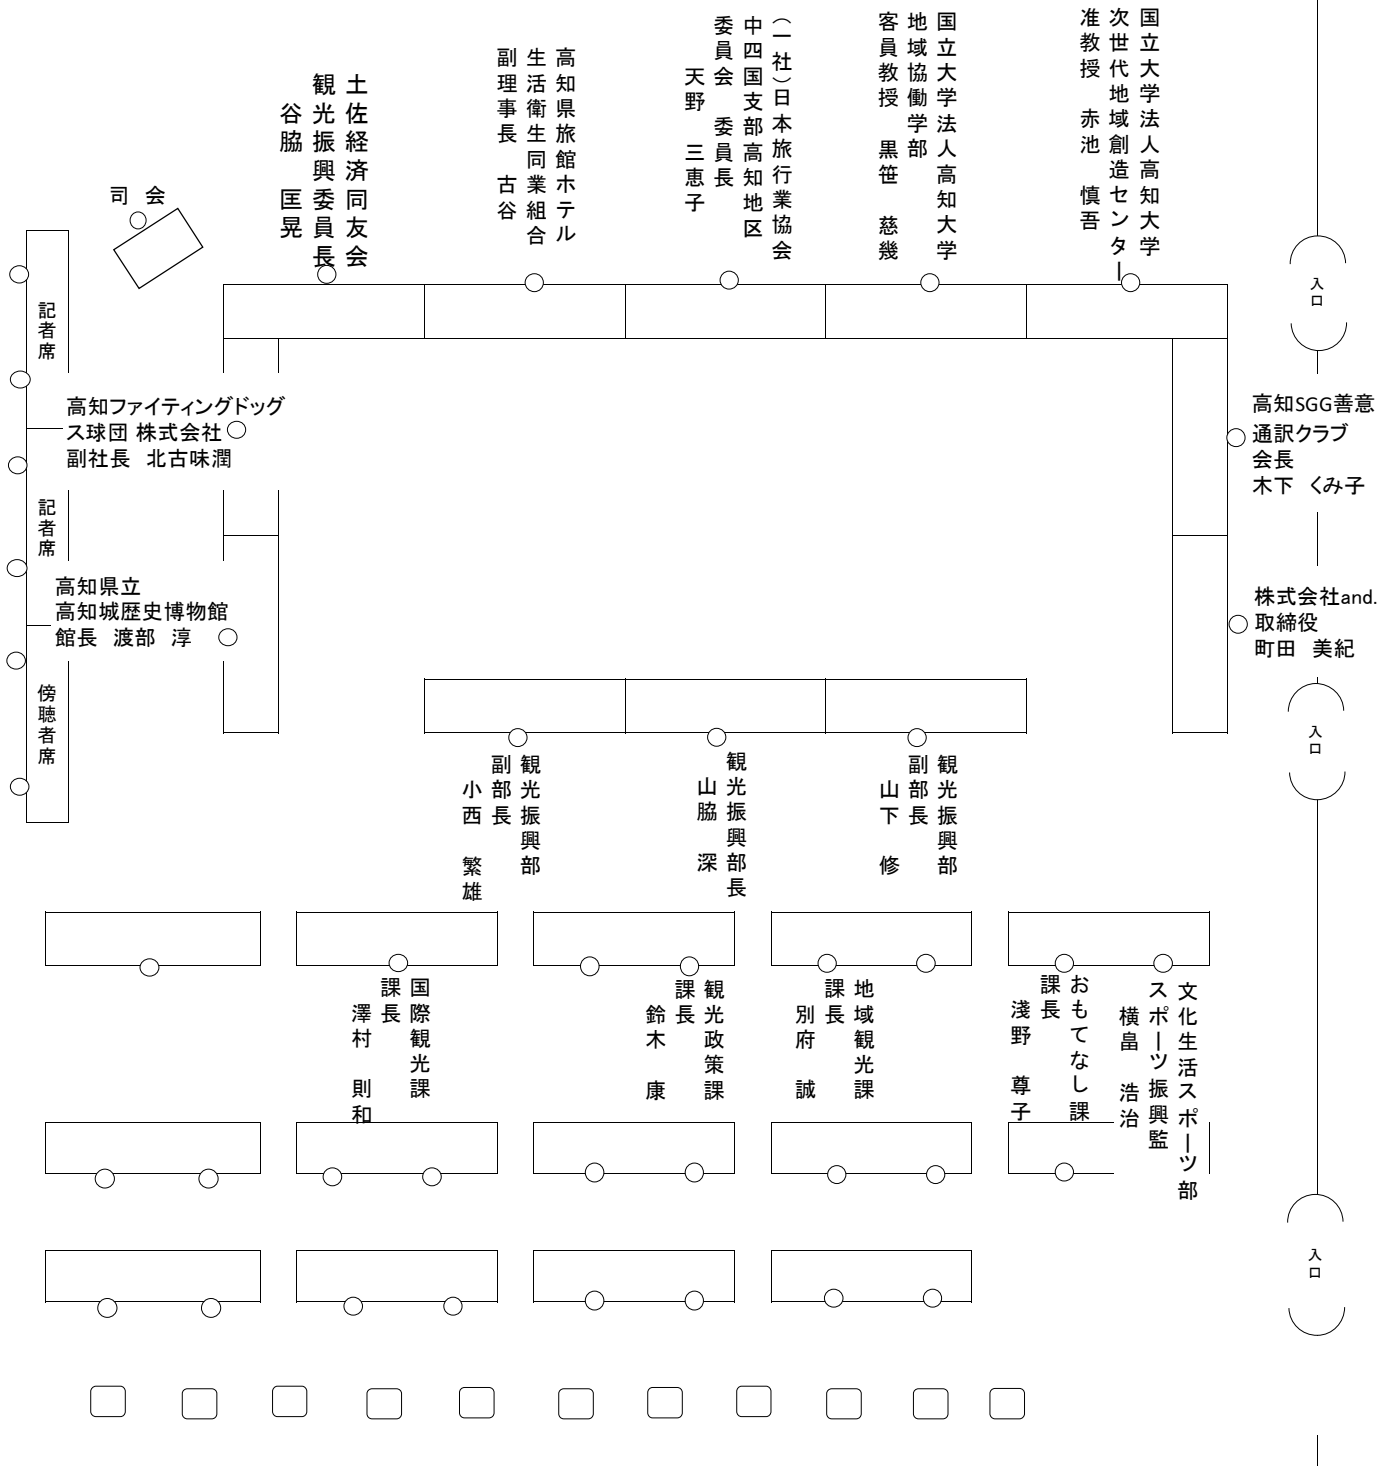 国立大学法人高知大学
次世代地域創造センター
准教授　赤池　慎吾
国立大学法人高知大学
地域協働学部
客員教授　黒笹　慈幾
（一社）日本旅行業協会
中四国支部高知地区
委員会　委員長
天野　三恵子
高知県旅館ホテル
生活衛生同業組合
副理事長　古谷
土佐経済同友会
観光振興委員長
谷脇　匡晃
司　会
入口
記者席
高知ファイティングドッグ
ス球団 株式会社
副社長　北古味潤
高知SGG善意
通訳クラブ
会長
木下　くみ子
記者席
高知県立
高知城歴史博物館
館長　渡部　淳
株式会社and.
取締役
町田　美紀
傍聴者席
入口
観光振興部
副部長
山下　修
観光振興部長
山脇　深
観光振興部
副部長
小西　繁雄
文化生活スポーツ部
スポーツ振興監
横畠　浩治
おもてなし課
課長
淺野　尊子
地域観光課
課長
別府　誠
観光政策課
課長
鈴木　康
国際観光課
課長
澤村　則和
入口